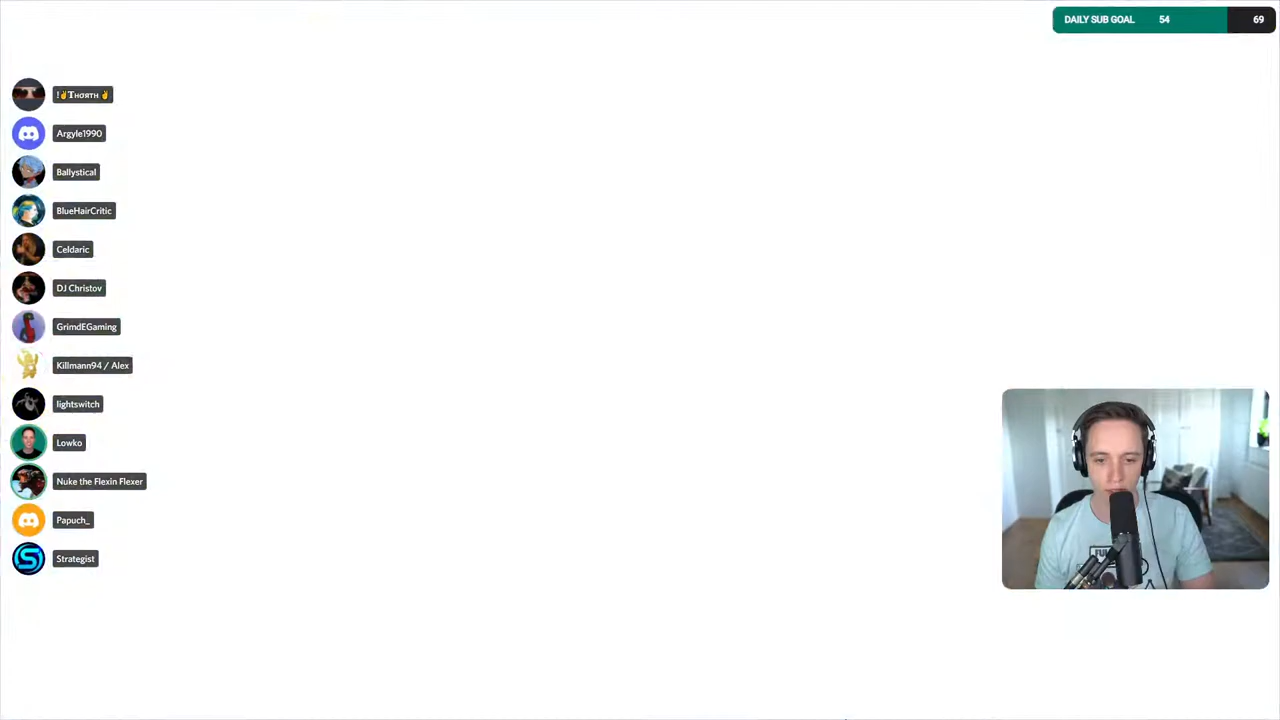 DAILY SUB GOAL 54 69
!✌Tнσятн ✌
Argyle1990
Ballystical
BlueHairCritic
Celdaric
DJ Christov
GrimdEGaming
Killmann94 / Alex
lightswitch
Lowko
Nuke the Flexin Flexer
Papuch_
Strategist